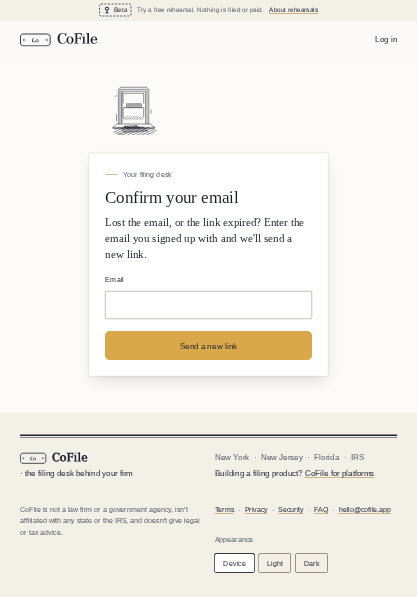 Beta Try a free rehearsal. Nothing is filed or paid. About rehearsals
Co CoFile
Log in
Your filing desk
Confirm your email
Lost the email, or the link expired? Enter the
email you signed up with and we'll send a
new link.
Email
Send a new link
Co CoFile
· the filing desk behind your firm
New York · New Jersey · Florida · IRS
Building a filing product? CoFile for platforms
CoFile is not a law firm or a government agency, isn't
affiliated with any state or the IRS, and doesn't give legal
or tax advice.
Terms · Privacy · Security · FAQ · hello@cofile.app
Appearance
Device Light Dark